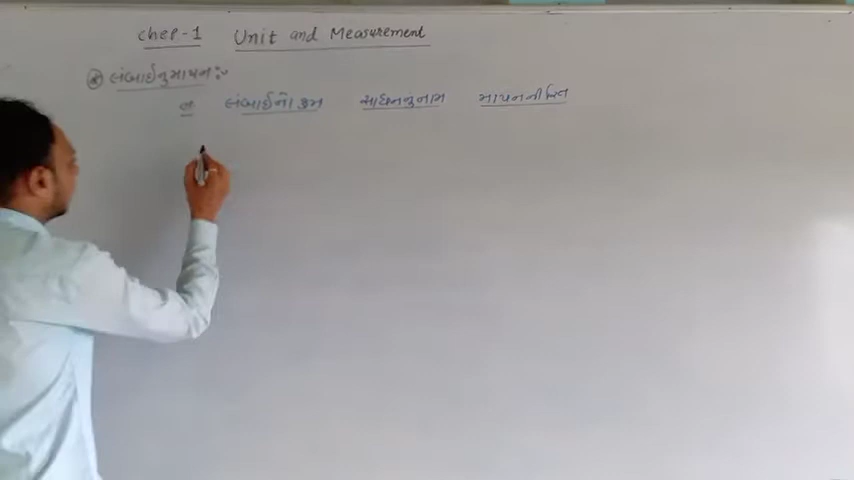 chep-1 Unit and Measurement
લંબાઈનુ માપન :-
ન લંબાઈનો ક્રમ સાધનનુ નામ માપનની રીત